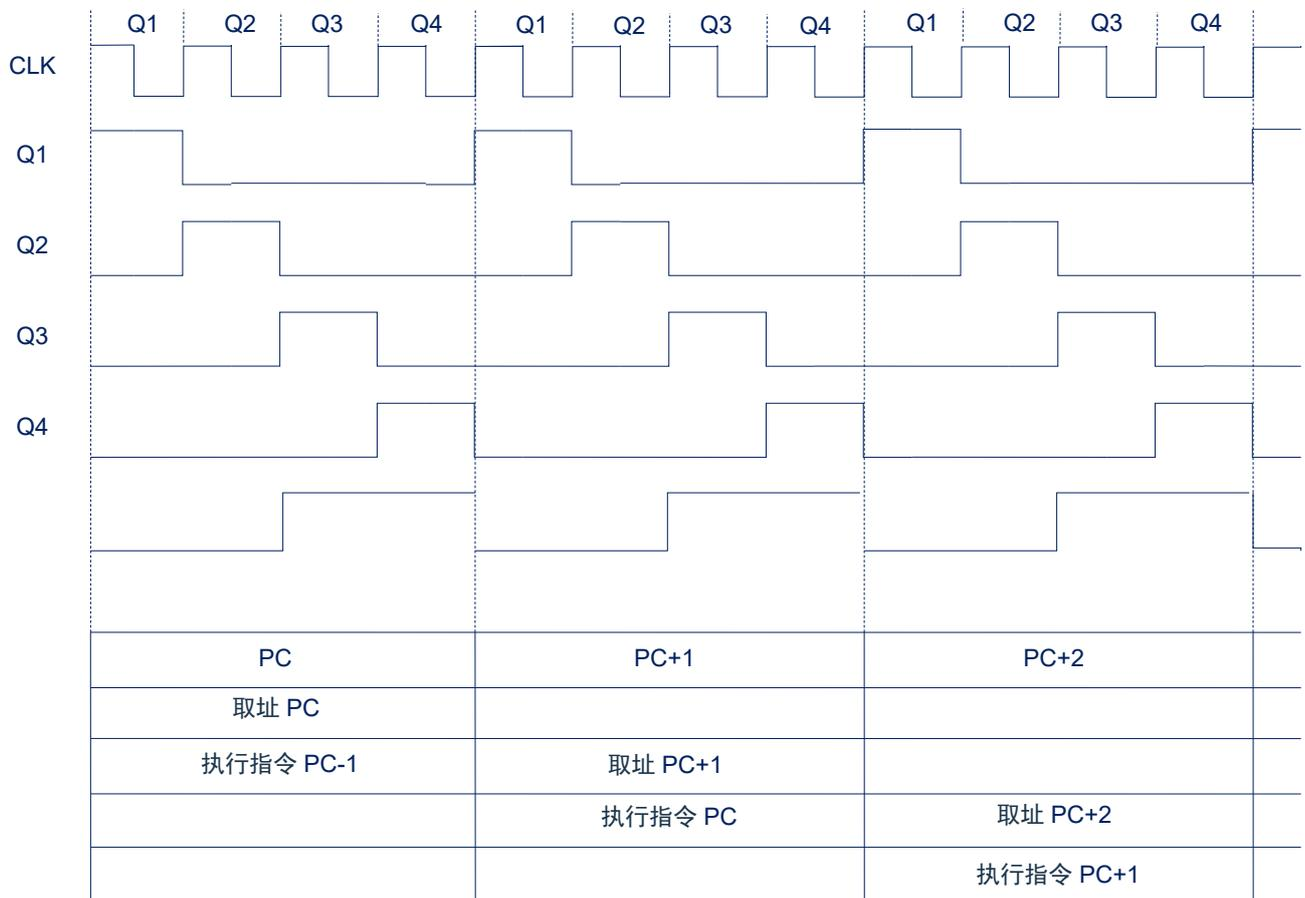 Q1 Q2 Q3 Q4 Q1 Q2 Q3 Q4 Q1 Q2 Q3 Q4
CLK
Q1
Q2
Q3
Q4
PC PC+1 PC+2
取址 PC
执行指令 PC-1 取址 PC+1
执行指令 PC 取址 PC+2
执行指令 PC+1